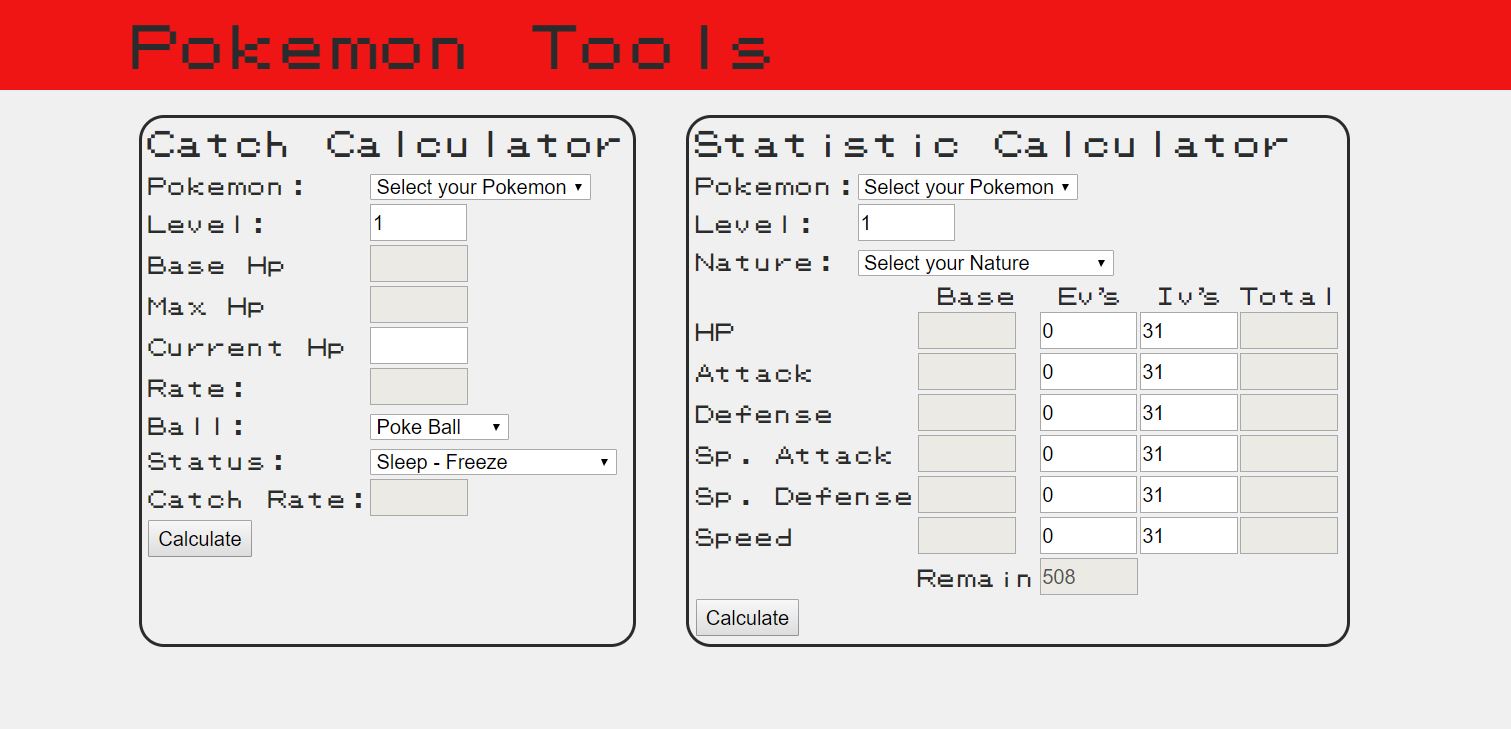 Pokemon Tools
Catch Calculator
Pokemon: Select your Pokemon
Level: 1
Base Hp
Max Hp
Current Hp
Rate:
Ball: Poke Ball
Status: Sleep - Freeze
Catch Rate:
Calculate
Statistic Calculator
Pokemon: Select your Pokemon
Level: 1
Nature: Select your Nature
Base Ev's Iv's Total
HP 0 31
Attack 0 31
Defense 0 31
Sp. Attack 0 31
Sp. Defense 0 31
Speed 0 31
Remain 508
Calculate